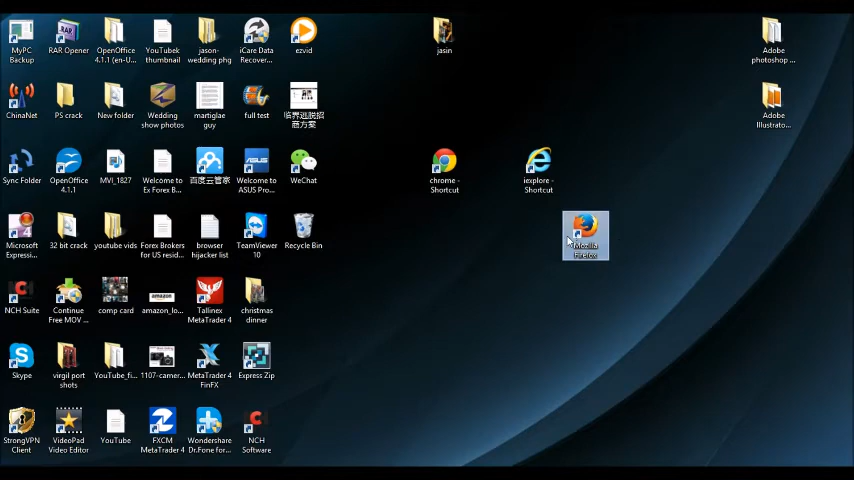 MyPC
Backup
RAR Opener
OpenOffice
4.1.1 (en-U...
YouTubek
thumbnail
jason-
wedding phg
iCare Data
Recover...
ezvid
jasin
Adobe
photoshop ...
ChinaNet
PS crack
New folder
Wedding
show photos
martiglae
guy
full test
临界逃脱招
商方案
Adobe
Illustrato...
Sync Folder
OpenOffice
4.1.1
MVI_1827
Welcome to
Ex Forex B...
百度云管家
Welcome to
ASUS Pro...
WeChat
chrome -
Shortcut
iexplore -
Shortcut
Microsoft
Expressi...
32 bit crack
youtube vids
Forex Brokers
for US resid...
browser
hijacker list
TeamViewer
10
Recycle Bin
Mozilla
Firefox
NCH Suite
Continue
Free MOV ...
comp card
amazon
amazon_lo...
Tallinex
MetaTrader 4
christmas
dinner
Skype
virgil port
shots
YouTube_fi...
1107-camer...
MetaTrader 4
FinFX
Express Zip
StrongVPN
Client
VideoPad
Video Editor
YouTube
FXCM
MetaTrader 4
Wondershare
Dr.Fone for...
NCH
Software